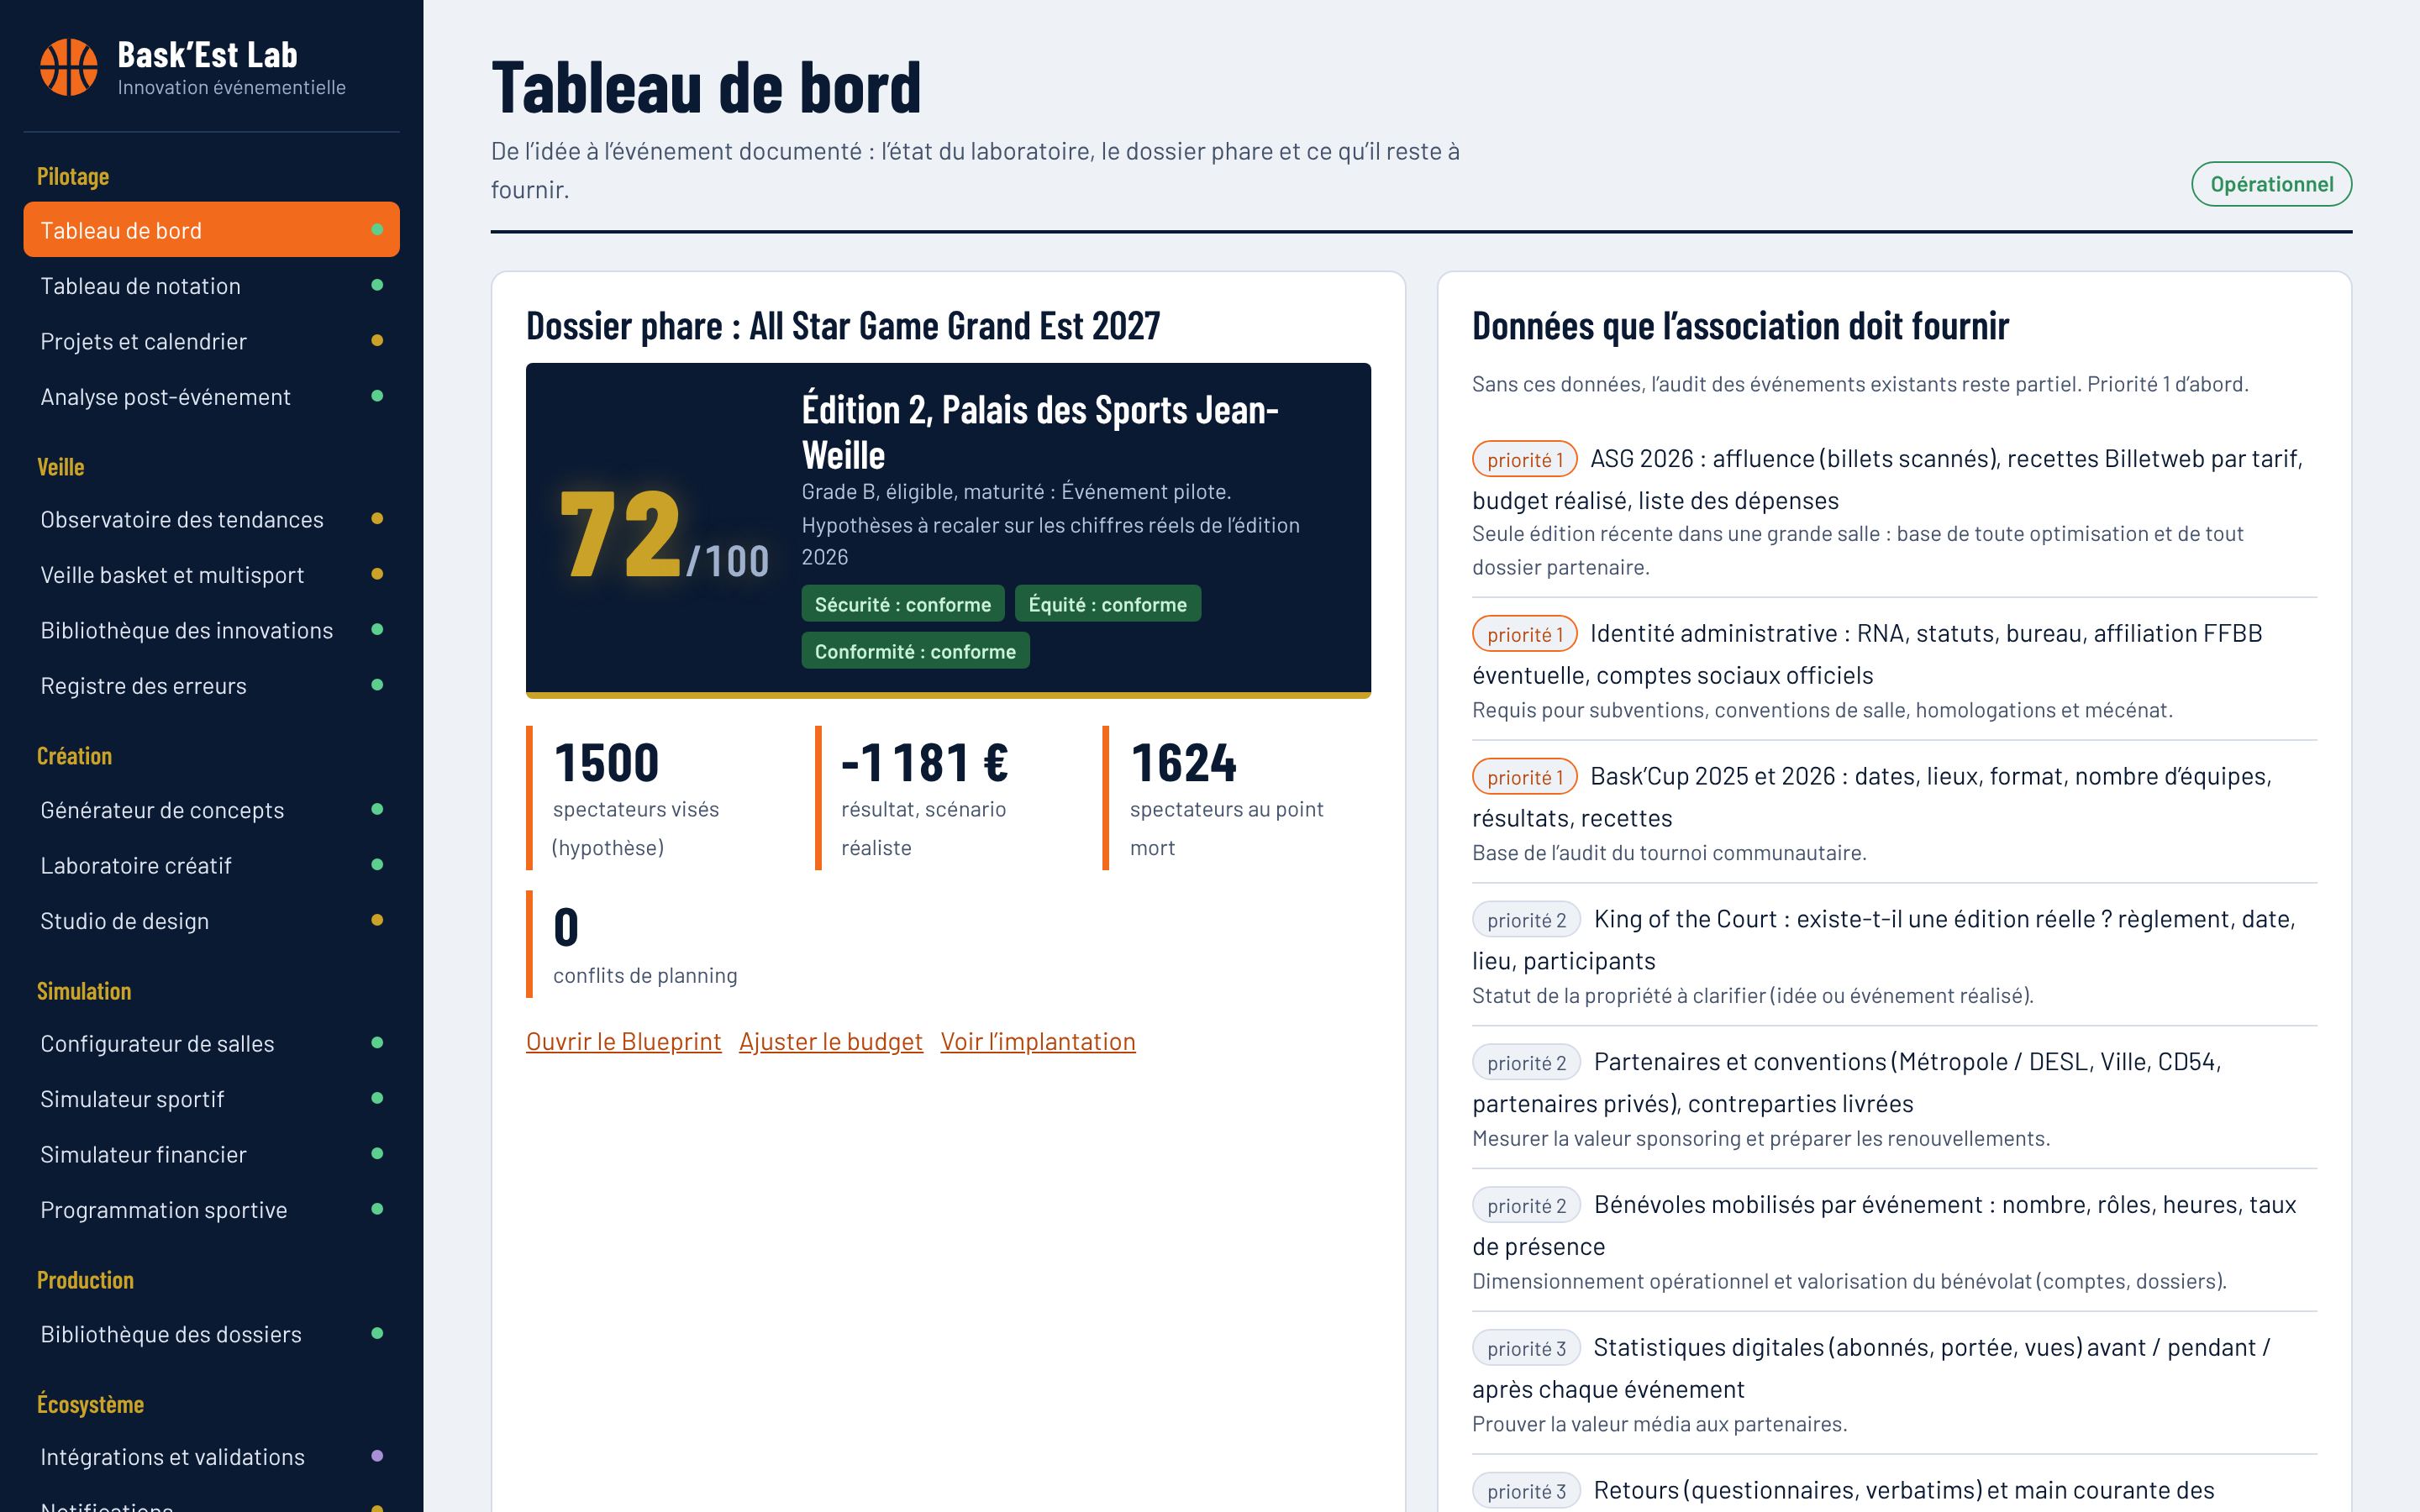 Bask’Est Lab
Innovation événementielle
Pilotage
Tableau de bord
Tableau de notation
Projets et calendrier
Analyse post-événement
Veille
Observatoire des tendances
Veille basket et multisport
Bibliothèque des innovations
Registre des erreurs
Création
Générateur de concepts
Laboratoire créatif
Studio de design
Simulation
Configurateur de salles
Simulateur sportif
Simulateur financier
Programmation sportive
Production
Bibliothèque des dossiers
Écosystème
Intégrations et validations
Notifications
Tableau de bord
De l’idée à l’événement documenté : l’état du laboratoire, le dossier phare et ce qu’il reste à
fournir.
Opérationnel
Dossier phare : All Star Game Grand Est 2027
72/100
Édition 2, Palais des Sports Jean-
Weille
Grade B, éligible, maturité : Événement pilote.
Hypothèses à recaler sur les chiffres réels de l’édition
2026
Sécurité : conforme
Équité : conforme
Conformité : conforme
1500
spectateurs visés
(hypothèse)
-1 181 €
résultat, scénario
réaliste
1624
spectateurs au point
mort
0
conflits de planning
Ouvrir le Blueprint Ajuster le budget Voir l’implantation
Données que l’association doit fournir
Sans ces données, l’audit des événements existants reste partiel. Priorité 1 d’abord.
priorité 1 ASG 2026 : affluence (billets scannés), recettes Billetweb par tarif,
budget réalisé, liste des dépenses
Seule édition récente dans une grande salle : base de toute optimisation et de tout
dossier partenaire.
priorité 1 Identité administrative : RNA, statuts, bureau, affiliation FFBB
éventuelle, comptes sociaux officiels
Requis pour subventions, conventions de salle, homologations et mécénat.
priorité 1 Bask’Cup 2025 et 2026 : dates, lieux, format, nombre d’équipes,
résultats, recettes
Base de l’audit du tournoi communautaire.
priorité 2 King of the Court : existe-t-il une édition réelle ? règlement, date,
lieu, participants
Statut de la propriété à clarifier (idée ou événement réalisé).
priorité 2 Partenaires et conventions (Métropole / DESL, Ville, CD54,
partenaires privés), contreparties livrées
Mesurer la valeur sponsoring et préparer les renouvellements.
priorité 2 Bénévoles mobilisés par événement : nombre, rôles, heures, taux
de présence
Dimensionnement opérationnel et valorisation du bénévolat (comptes, dossiers).
priorité 3 Statistiques digitales (abonnés, portée, vues) avant / pendant /
après chaque événement
Prouver la valeur média aux partenaires.
priorité 3 Retours (questionnaires, verbatims) et main courante des